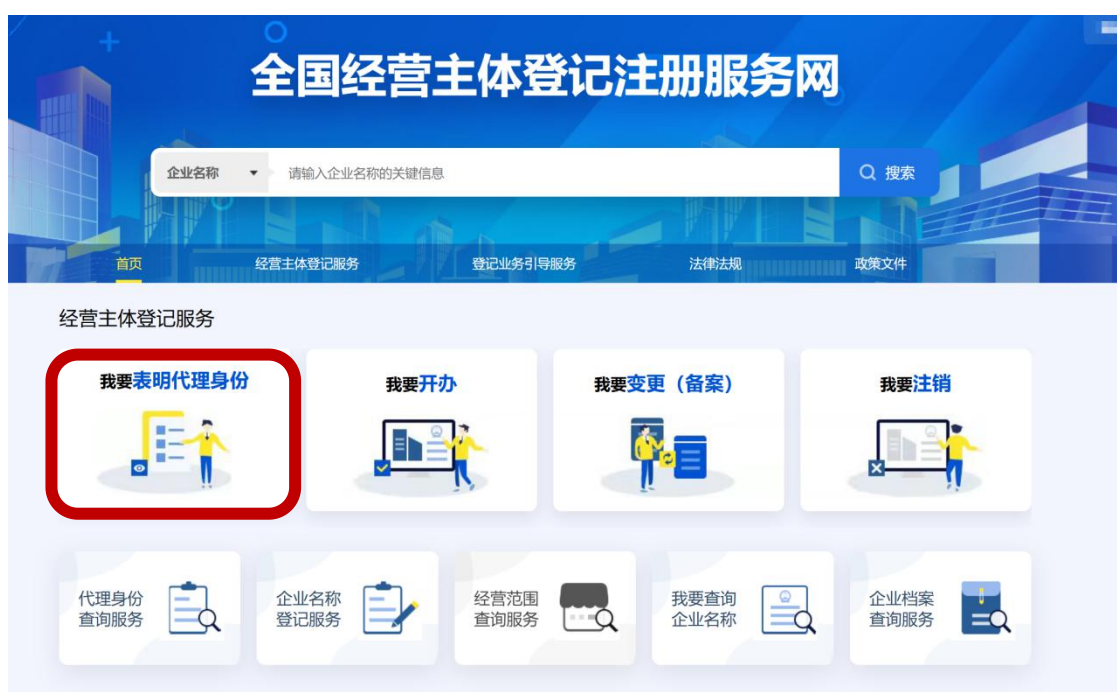 全国经营主体登记注册服务网
企业名称 请输入企业名称的关键信息 搜索
首页 经营主体登记服务 登记业务引导服务 法律法规 政策文件
经营主体登记服务
我要表明代理身份
我要开办
我要变更（备案）
我要注销
代理身份
查询服务
企业名称
登记服务
经营范围
查询服务
我要查询
企业名称
企业档案
查询服务